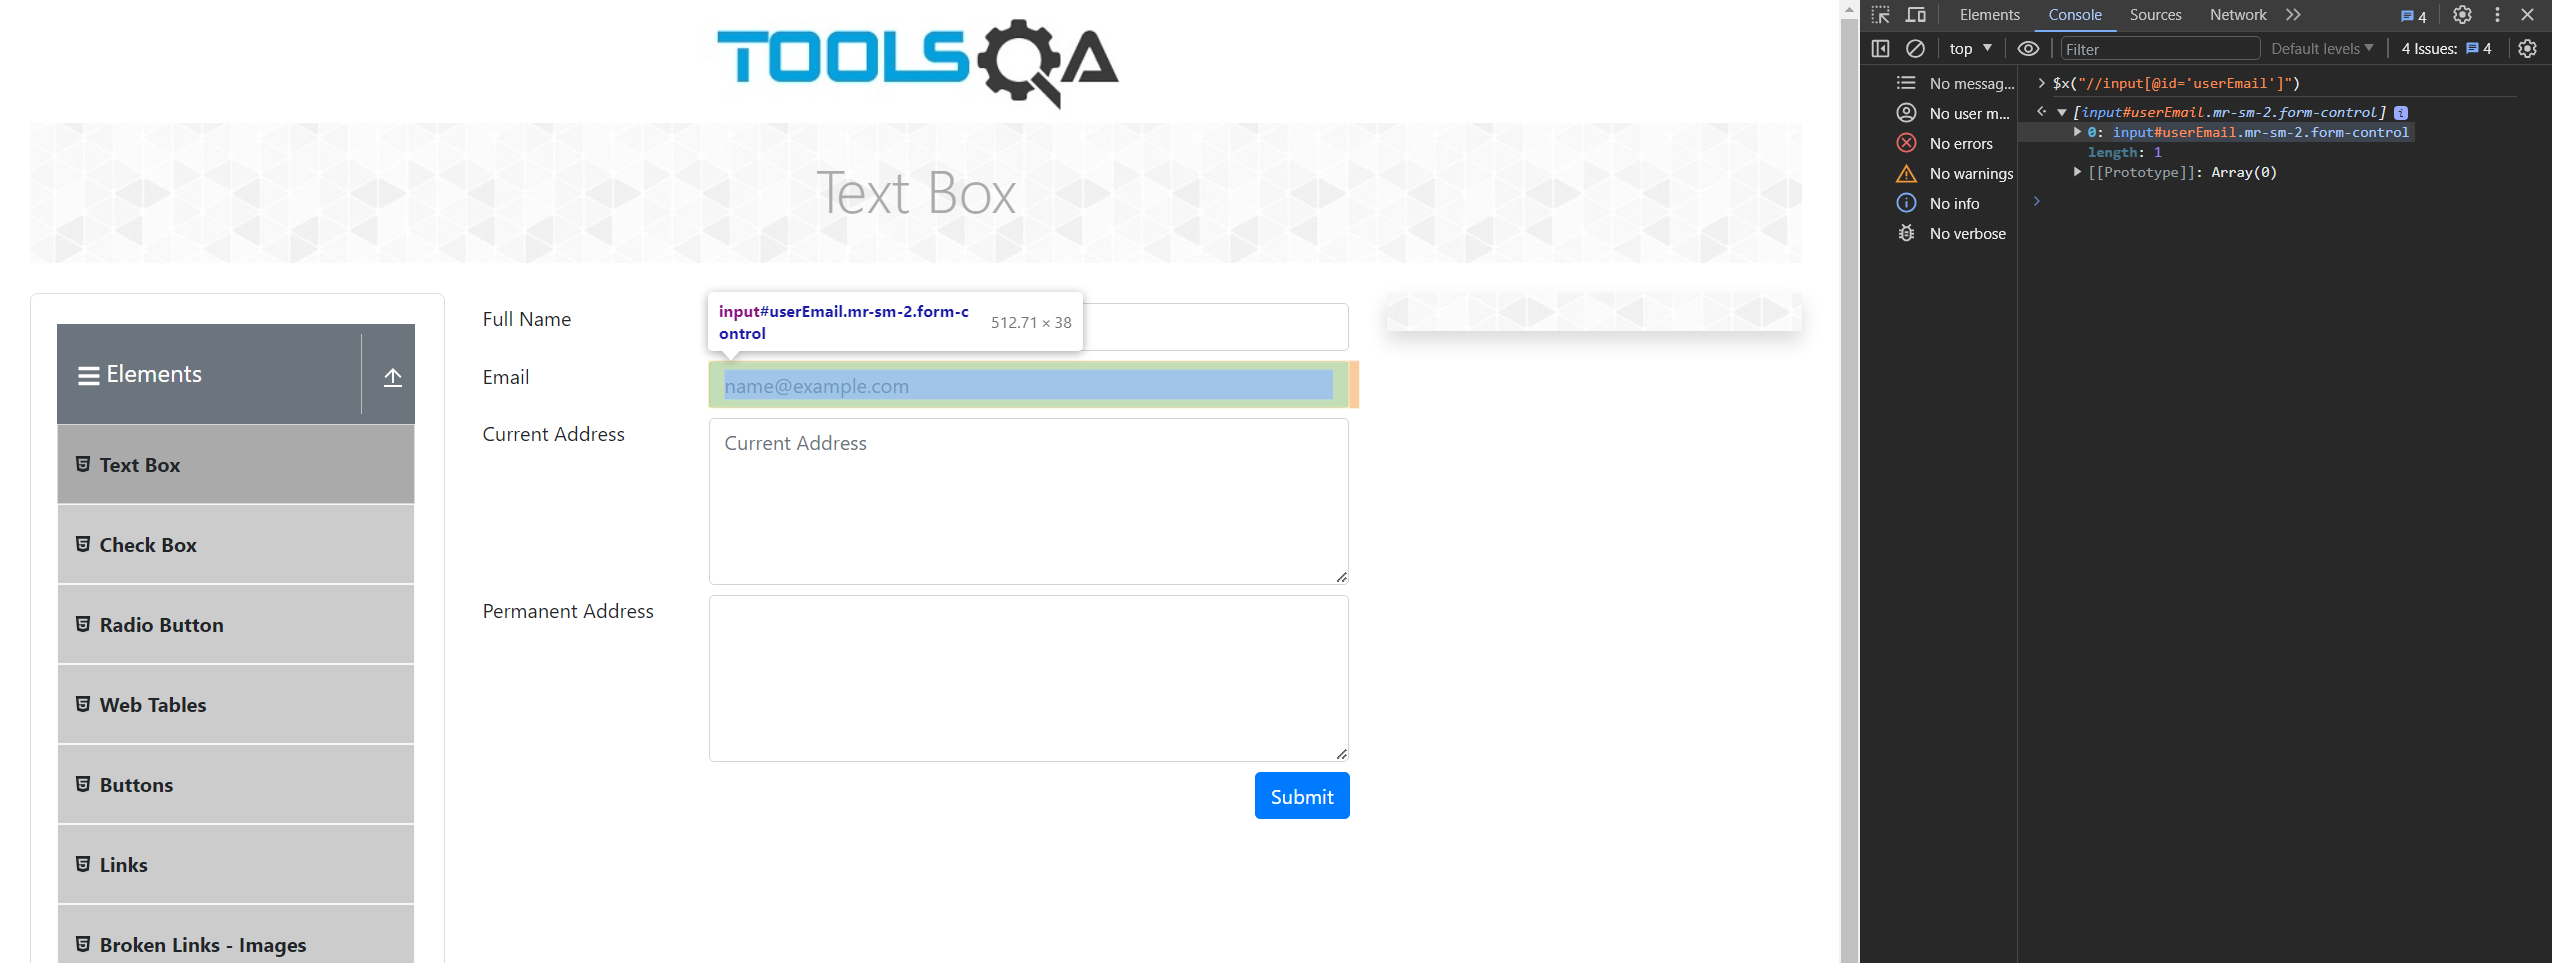 TOOLSQA
Text Box
Elements
Text Box
Check Box
Radio Button
Web Tables
Buttons
Links
Broken Links - Images
Full Name
input#userEmail.mr-sm-2.form-c
ontrol
512.71 × 38
Email
name@example.com
Current Address
Current Address
Permanent Address
Submit
Elements
Console
Sources
Network
4
top
Filter
Default levels
4 Issues:
4
No messag...
No user m...
No errors
No warnings
No info
No verbose
$x("//input[@id='userEmail']")
[input#userEmail.mr-sm-2.form-control]
0: input#userEmail.mr-sm-2.form-control
length: 1
[[Prototype]]: Array(0)